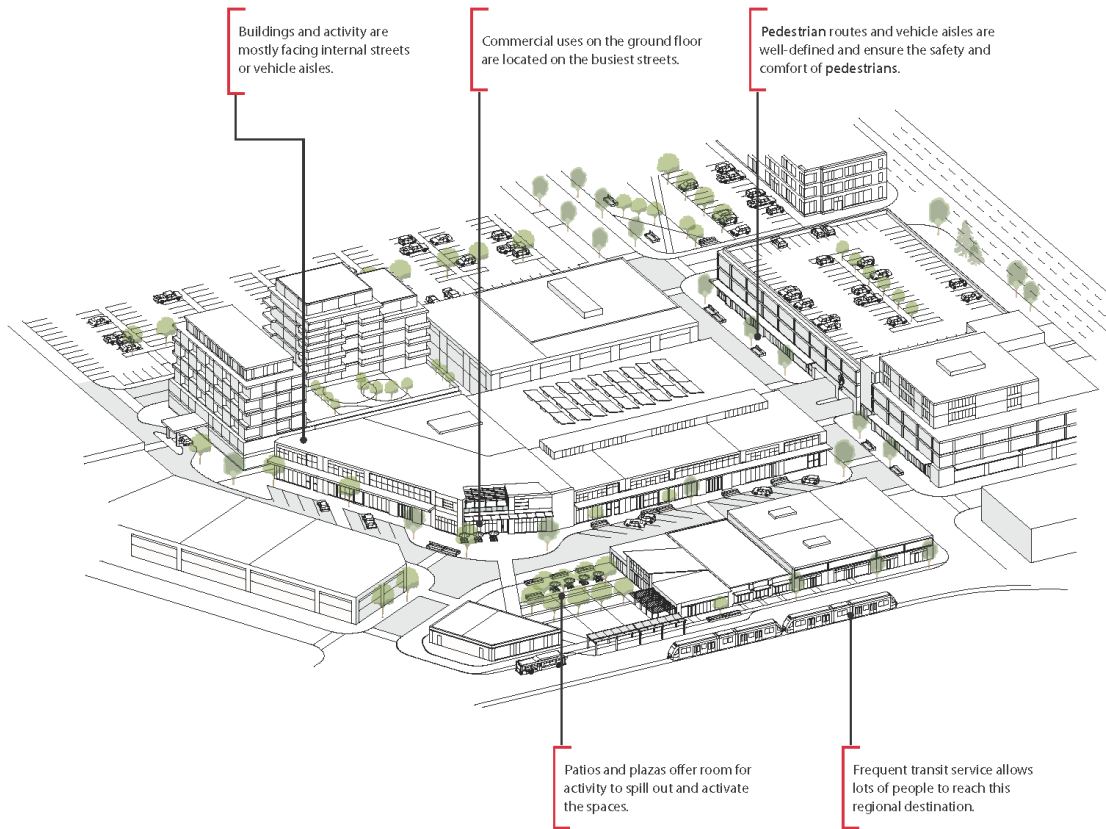 Buildings and activity are
mostly facing internal streets
or vehicle aisles.
Commercial uses on the ground floor
are located on the busiest streets.
Pedestrian routes and vehicle aisles are
well-defined and ensure the safety and
comfort of pedestrians.
Patios and plazas offer room for
activity to spill out and activate
the spaces.
Frequent transit service allows
lots of people to reach this
regional destination.